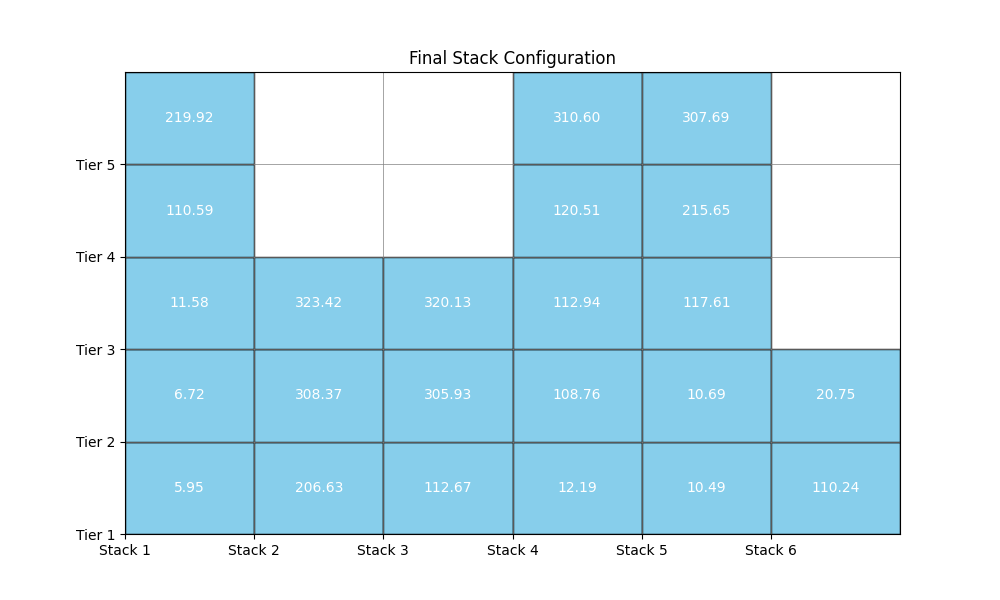 Final Stack Configuration
219.92 310.60 307.69
Tier 5
110.59 120.51 215.65
Tier 4
11.58 323.42 320.13 112.94 117.61
Tier 3
6.72 308.37 305.93 108.76 10.69 20.75
Tier 2
5.95 206.63 112.67 12.19 10.49 110.24
Tier 1
Stack 1 Stack 2 Stack 3 Stack 4 Stack 5 Stack 6